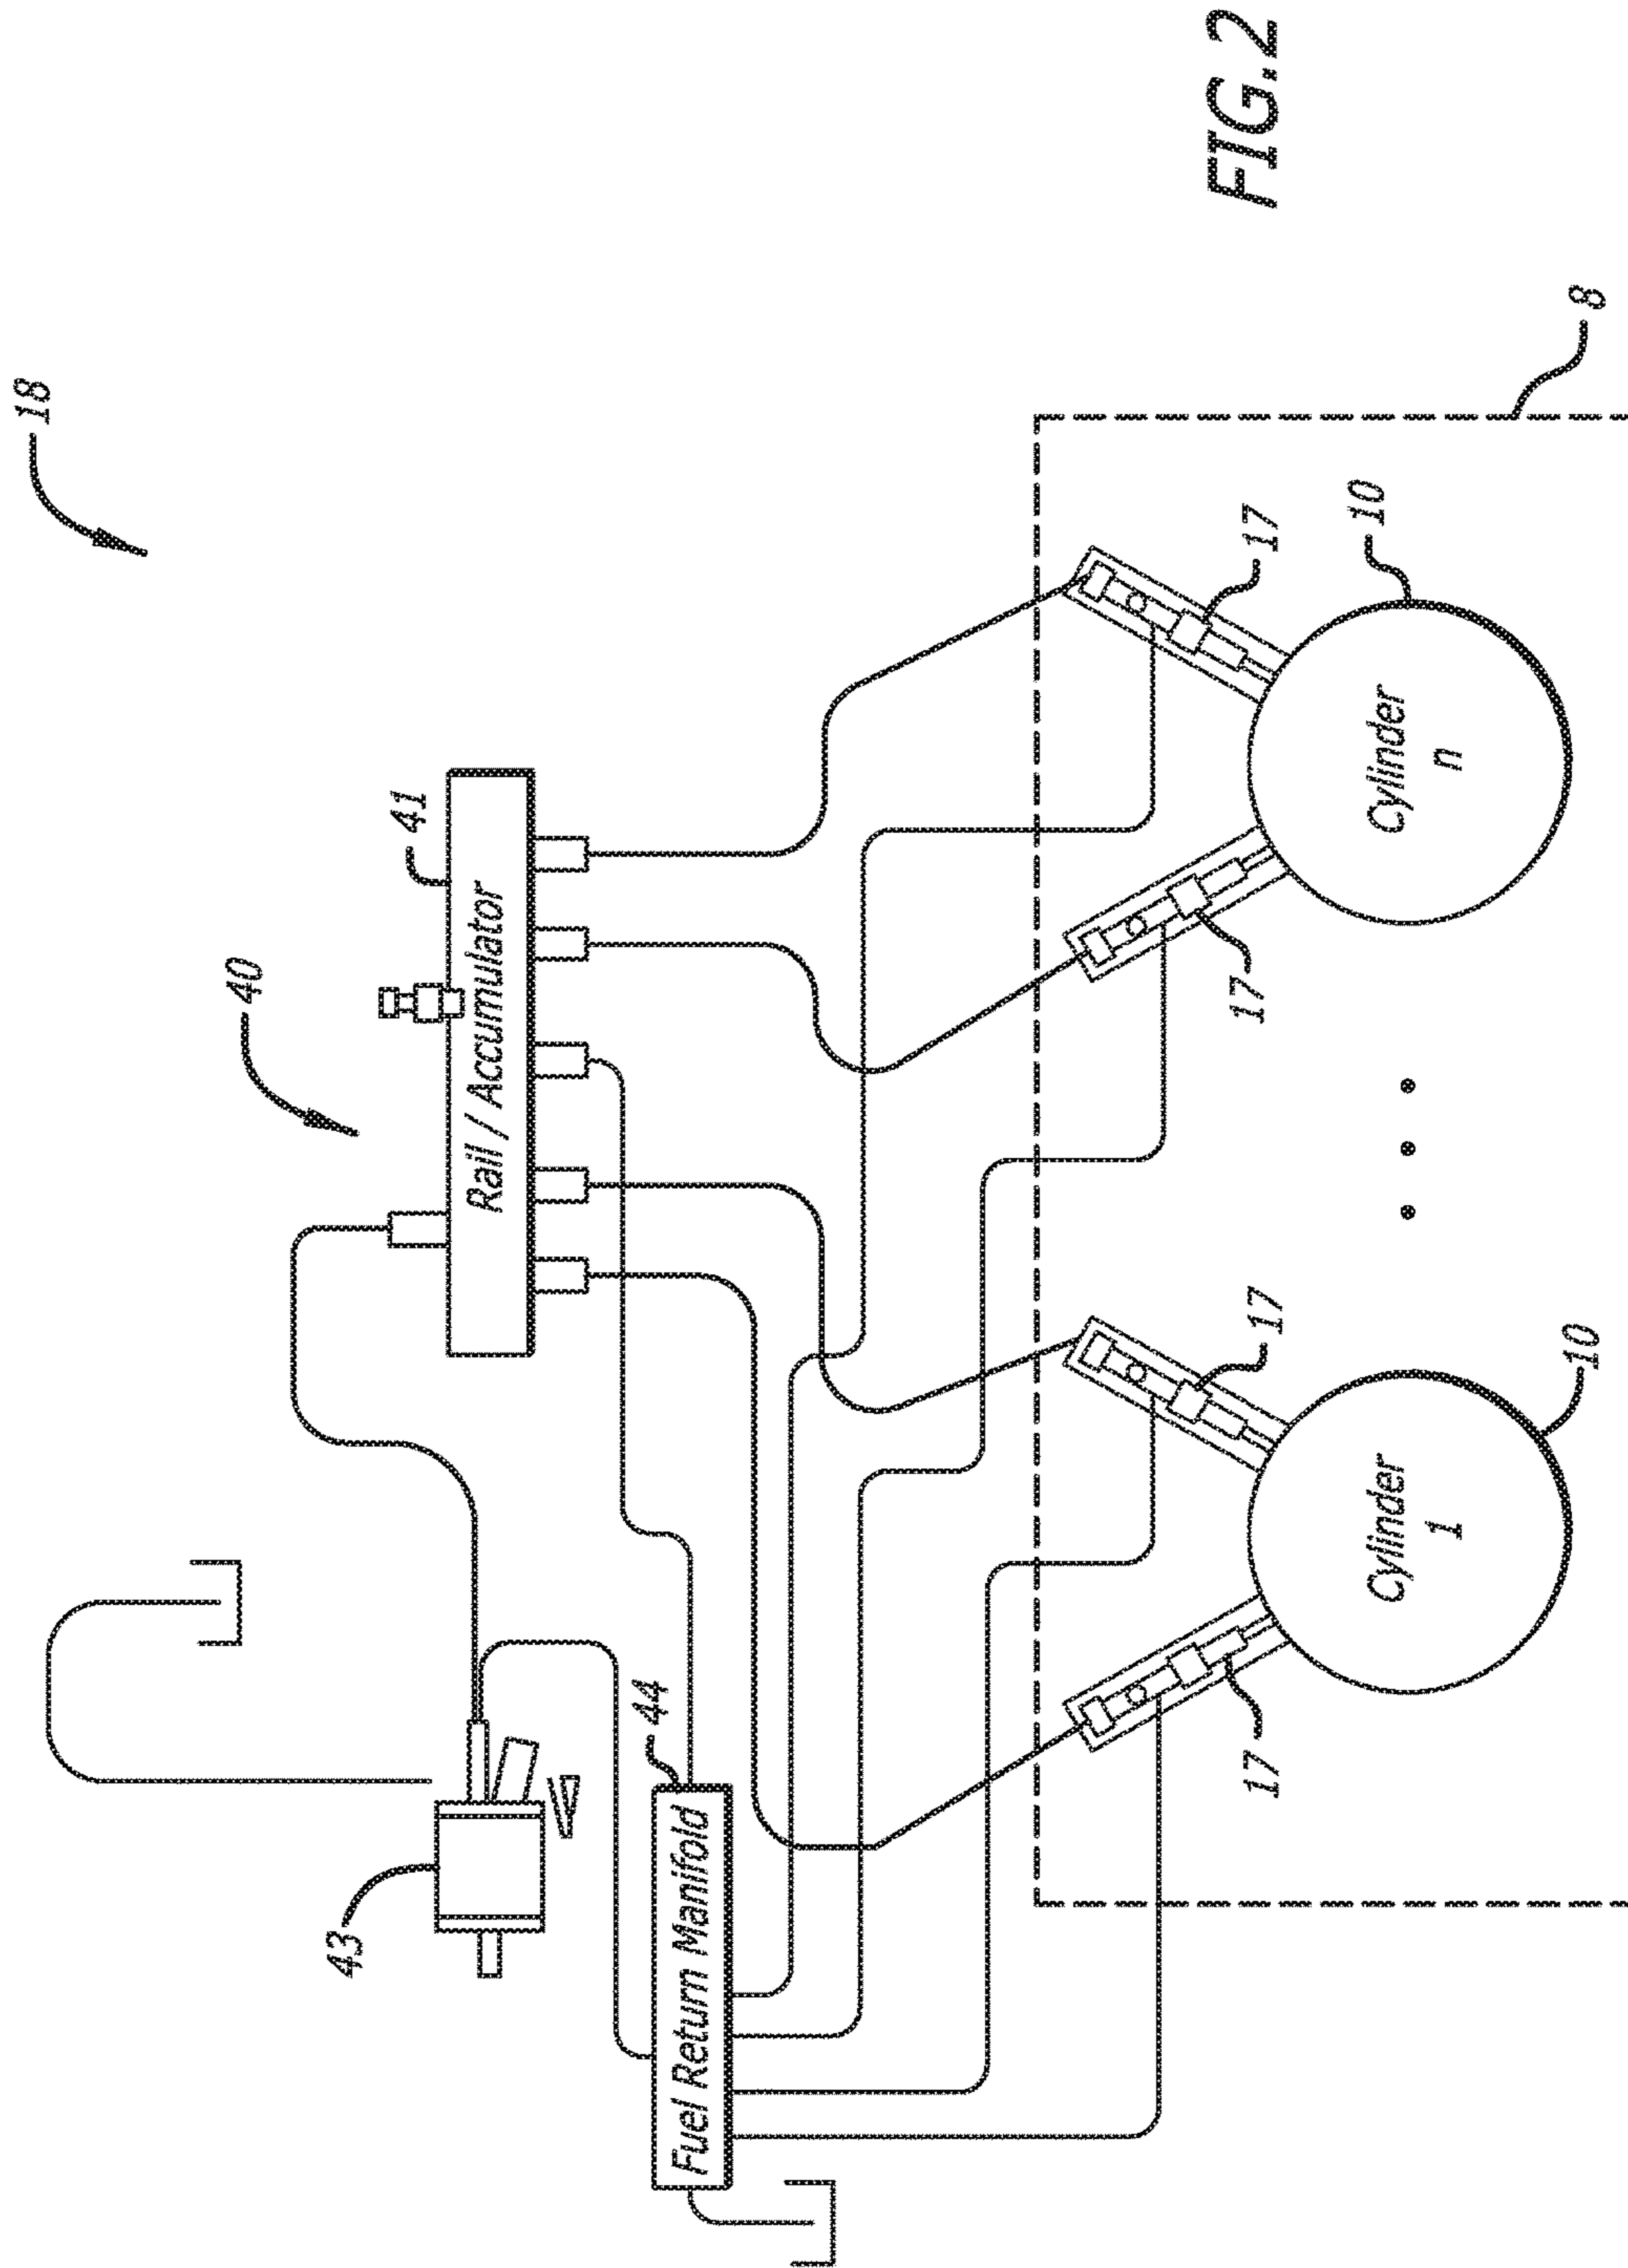 18
40
41
Rail / Accumulator
43
44
Fuel Return Manifold
8
17
17
17
17
10
10
Cylinder
1
Cylinder
n
FIG.2